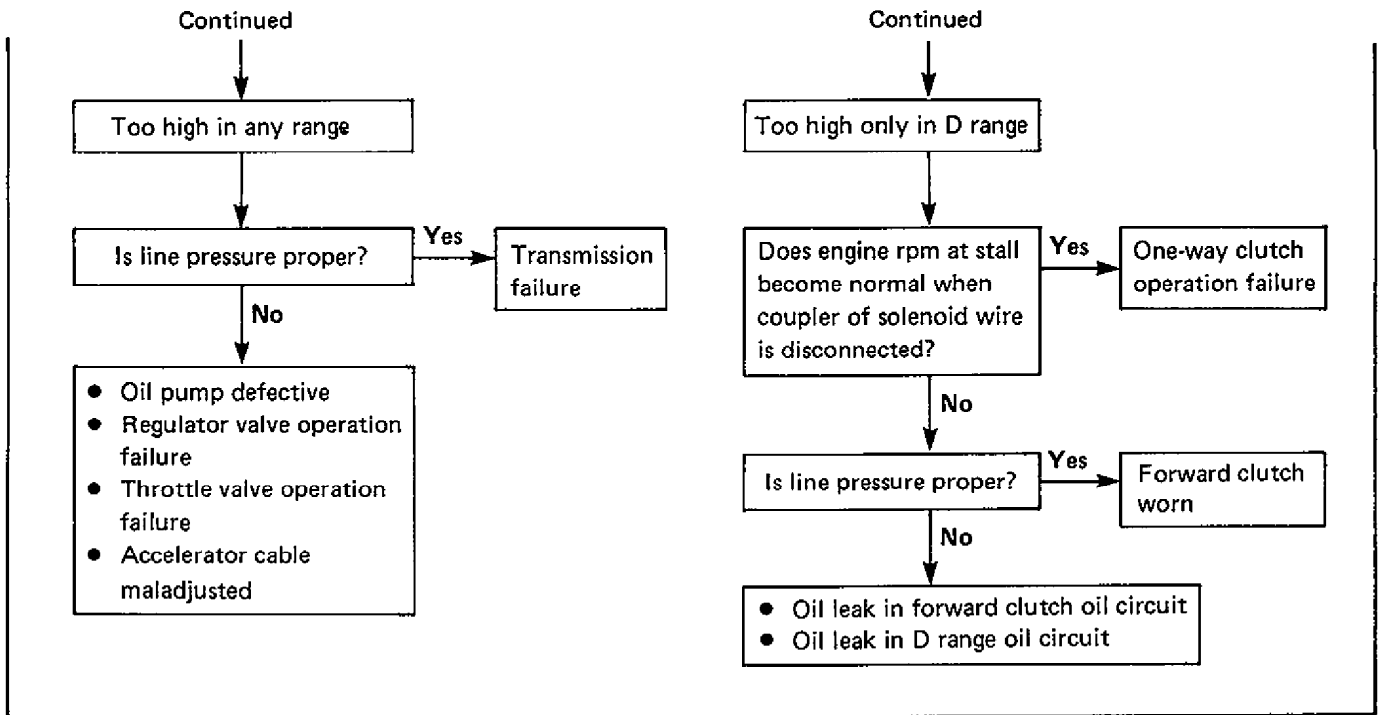 Continued
Too high in any range
Is line pressure proper?
Yes
Transmission
failure
No
● Oil pump defective
● Regulator valve operation
failure
● Throttle valve operation
failure
● Accelerator cable
maladjusted
Continued
Too high only in D range
Does engine rpm at stall
become normal when
coupler of solenoid wire
is disconnected?
Yes
One-way clutch
operation failure
No
Is line pressure proper?
Yes
Forward clutch
worn
No
● Oil leak in forward clutch oil circuit
● Oil leak in D range oil circuit